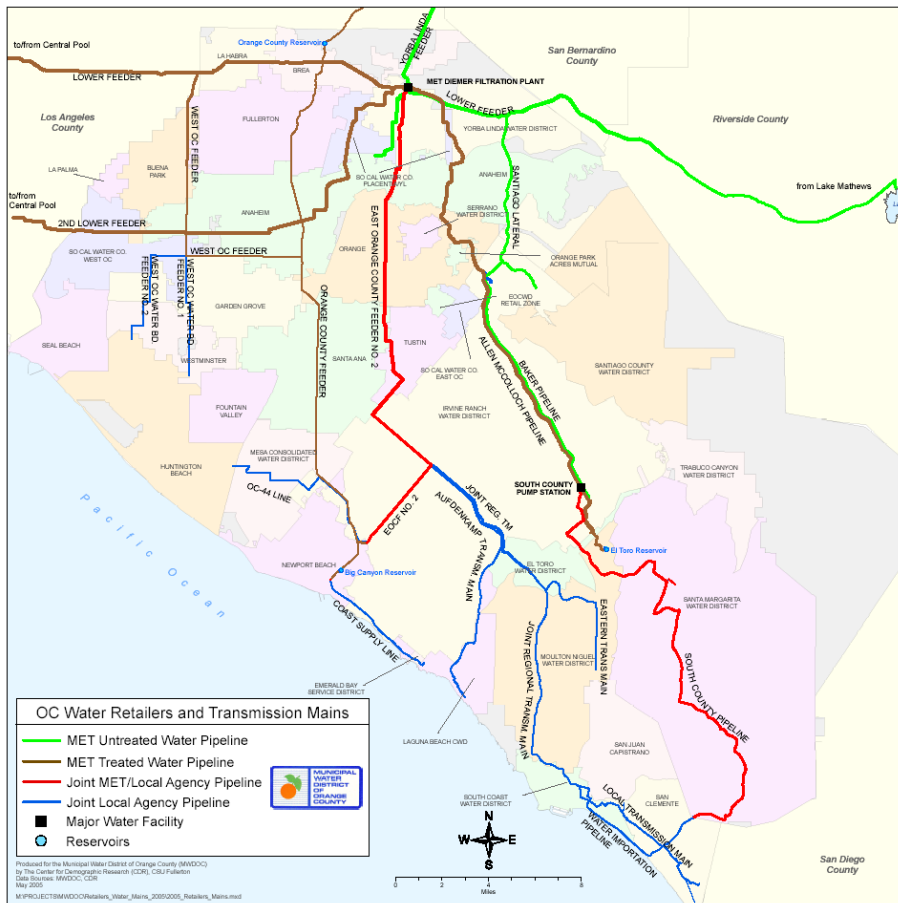 to/from Central Pool
Orange County Reservoir
LA HABRA
BREA
YORBA LINDA
FEEDER
San Bernardino
County
LOWER FEEDER
MET DIEMER FILTRATION PLANT
LOWER FEEDER
Los Angeles
County
WEST OC FEEDER
FULLERTON
YORBA LINDA WATER DISTRICT
Riverside County
LA PALMA
BUENA
PARK
SO CAL WATER CO.
PLACENTIA/YL
ANAHEIM
SANTIAGO LATERAL
from Lake Mathews
to/from
Central Pool
2ND LOWER FEEDER
ANAHEIM
SERRANO
WATER DISTRICT
SO CAL WATER CO.
WEST OC
WEST OC FEEDER
ORANGE
ORANGE PARK
ACRES MUTUAL
WEST OC WATER BD.
FEEDER NO. 2
WEST OC WATER BD.
FEEDER NO. 1
EAST ORANGE COUNTY FEEDER NO. 2
EOCWD
RETAIL ZONE
GARDEN GROVE
ORANGE COUNTY FEEDER
SEAL BEACH
WESTMINSTER
SANTA ANA
TUSTIN
SO CAL WATER CO.
EAST OC
ALLEN MCCOLLOCH PIPELINE
BAKER PIPELINE
SANTIAGO COUNTY
WATER DISTRICT
FOUNTAIN
VALLEY
IRVINE RANCH
WATER DISTRICT
MESA CONSOLIDATED
WATER DISTRICT
HUNTINGTON
BEACH
OC-44 LINE
TRABUCO CANYON
WATER DISTRICT
SOUTH COUNTY
PUMP STATION
EOCF NO. 2
JOINT REG. TM
AUFDENKAMP TRANSM. MAIN
Pacific Ocean
El Toro Reservoir
NEWPORT BEACH
Big Canyon Reservoir
EL TORO
WATER DISTRICT
COAST SUPPLY LINE
EASTERN TRANS MAIN
SANTA MARGARITA
WATER DISTRICT
JOINT REGIONAL TRANSM. MAIN
MOULTON NIGUEL
WATER DISTRICT
SOUTH COUNTY PIPELINE
EMERALD BAY
SERVICE DISTRICT
LAGUNA BEACH CWD
SAN JUAN
CAPISTRANO
SOUTH COAST
WATER DISTRICT
SAN
CLEMENTE
LOCAL TRANSMISSION MAIN
WATER IMPORTATION
PIPELINE
San Diego
County
OC Water Retailers and Transmission Mains
MET Untreated Water Pipeline
MET Treated Water Pipeline
Joint MET/Local Agency Pipeline
Joint Local Agency Pipeline
Major Water Facility
Reservoirs
MUNICIPAL
WATER
DISTRICT
OF
ORANGE
COUNTY
N
W E
S
0 2 4 8
Miles
Produced for the Municipal Water District of Orange County (MWDOC)
by The Center for Demographic Research (CDR), CSU Fullerton
Data Sources: MWDOC, CDR
May 2005
M:\PROJECTS\MWDOC\Retailers_Water_Mains_2005\2005_Retailers_Mains.mxd